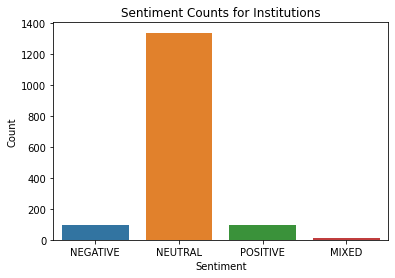 Sentiment Counts for Institutions
1400
1200
1000
800
600
400
200
0
Count
NEGATIVE NEUTRAL POSITIVE MIXED
Sentiment